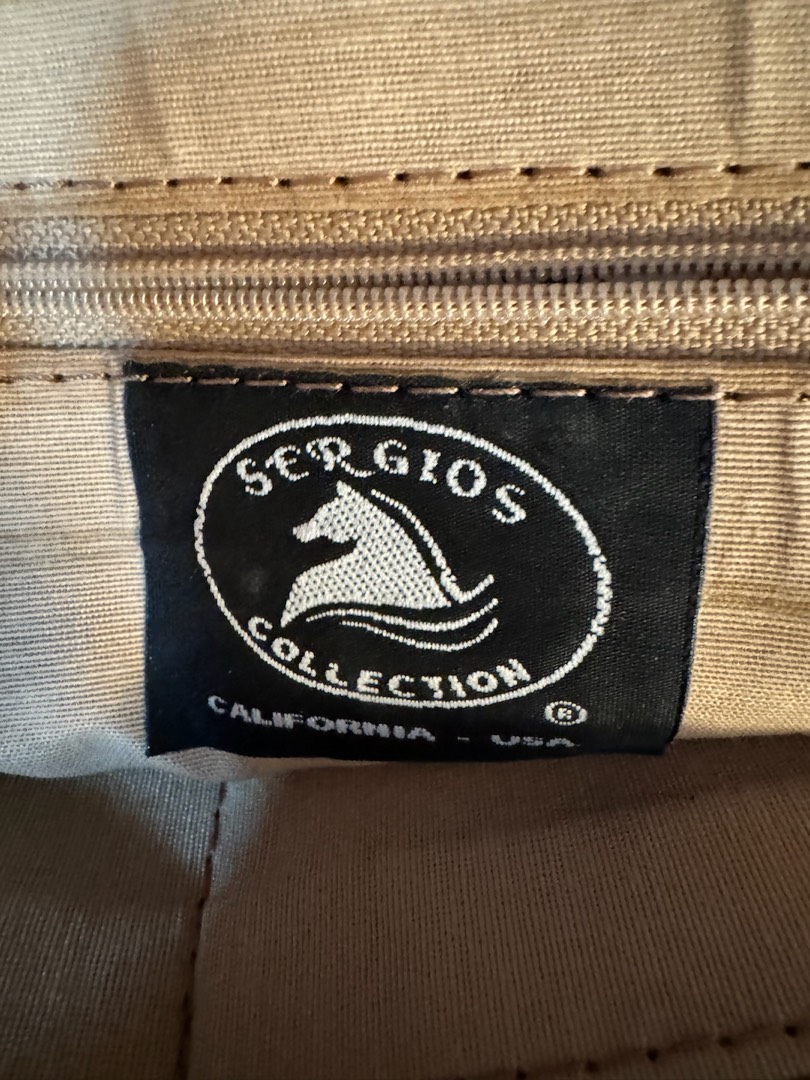 SERGIOS
COLLECTION
®
CALIFORNIA - USA